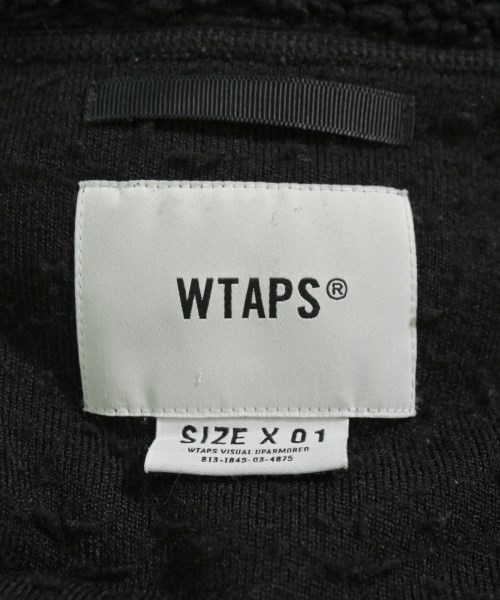 WTAPS®
SIZE X 01
WTAPS VISUAL UPARMORED
813-1845-03-4875